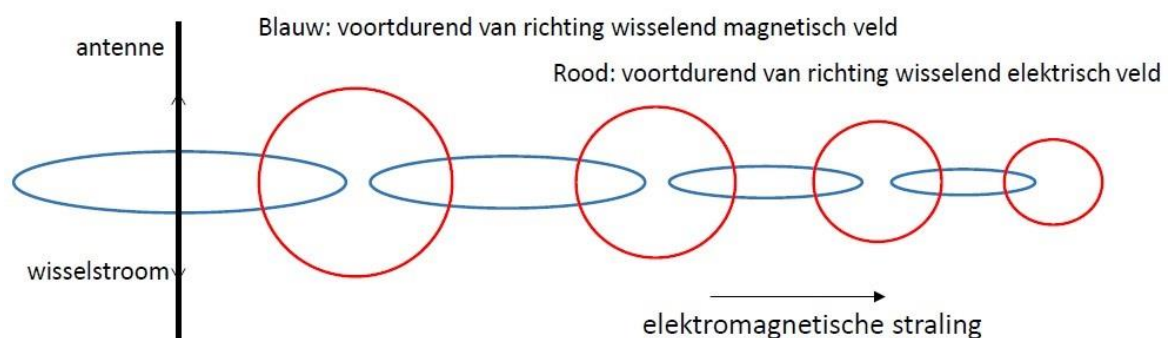 Blauw: voortdurend van richting wisselend magnetisch veld
antenne
Rood: voortdurend van richting wisselend elektrisch veld
wisselstroom
elektromagnetische straling